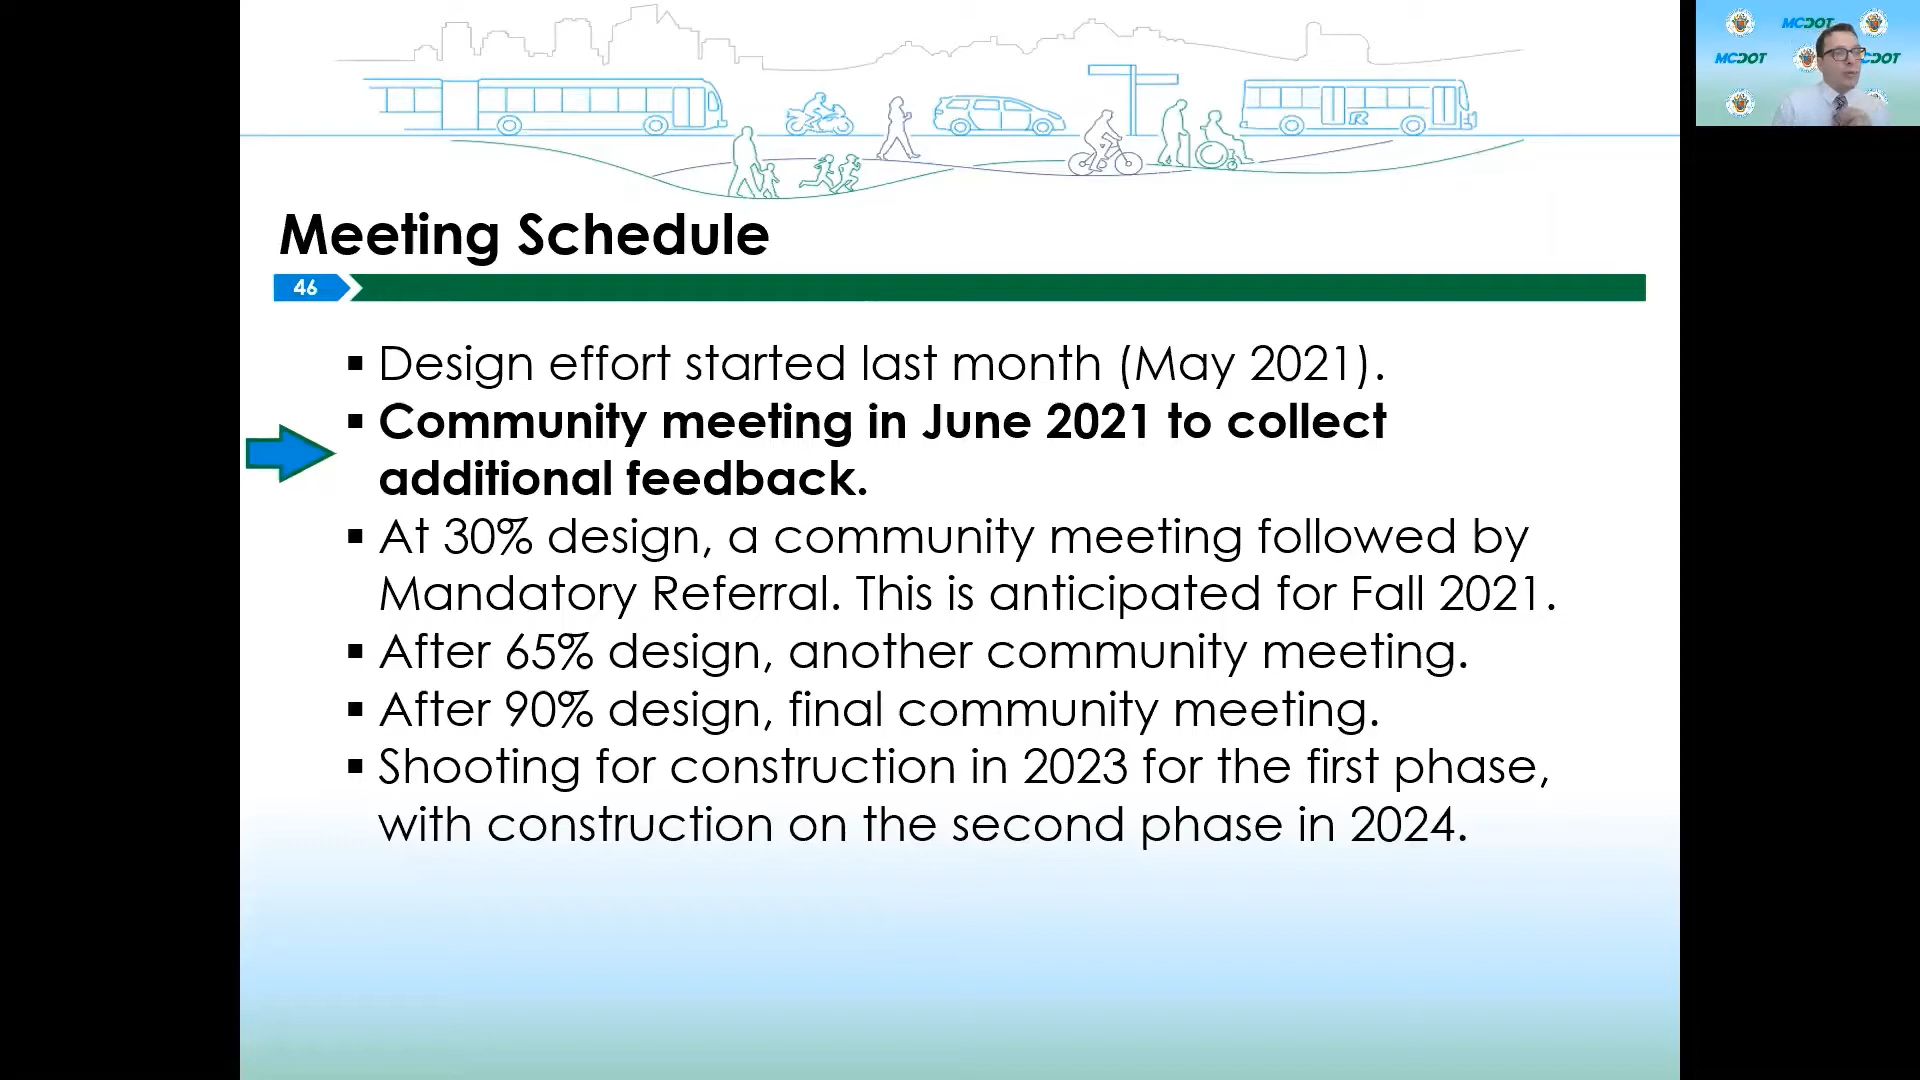 MCDOT
MCDOT
CDOT
Meeting Schedule
46
▪ Design effort started last month (May 2021).
▪ Community meeting in June 2021 to collect
additional feedback.
▪ At 30% design, a community meeting followed by
Mandatory Referral. This is anticipated for Fall 2021.
▪ After 65% design, another community meeting.
▪ After 90% design, final community meeting.
▪ Shooting for construction in 2023 for the first phase,
with construction on the second phase in 2024.